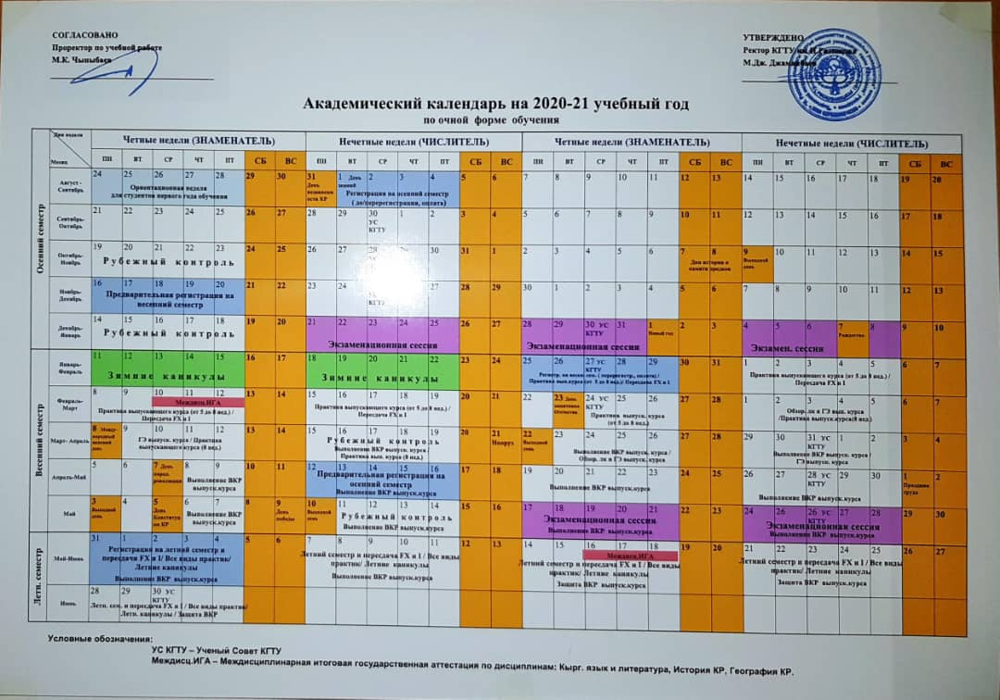 СОГЛАСОВАНО
Проректор по учебной работе
М.К. Чыныбаев
УТВЕРЖДЕНО
Ректор КГТУ им И.
М.Дж. Джаманбаев
Академический календарь на 2020-21 учебный год
по очной форме обучения
Дни недели
Месяц
Четные недели (ЗНАМЕНАТЕЛЬ)
Нечетные недели (ЧИСЛИТЕЛЬ)
Четные недели (ЗНАМЕНАТЕЛЬ)
Нечетные недели (ЧИСЛИТЕЛЬ)
ПН ВТ СР ЧТ ПТ СБ ВС ПН ВТ СР ЧТ ПТ СБ ВС ПН ВТ СР ЧТ ПТ СБ ВС ПН ВТ СР ЧТ ПТ СБ ВС
Осенний семестр
Август - Сентябрь
24 25 26 27 28 29 30 31 1 2 3 4 5 6 7 8 9 10 11 12 13 14 15 16 17 18 19 20
Ориентационная неделя
для студентов первого года обучения
День независимости КР
День знаний
Регистрация на осенний семестр
( до/перерегистрация, оплата)
Сентябрь-Октябрь
21 22 23 24 25 26 27 28 29 30 1 2 3 4 5 6 7 8 9 10 11 12 13 14 15 16 17 18
УС
КГТУ
Октябрь-Ноябрь
19 20 21 22 23 24 25 26 27 28 30 31 1 2 3 4 5 6 7 8 9 10 11 12 13 14 15
Рубежный контроль
Дни истории и
памяти предков
Выходной день
Ноябрь-Декабрь
16 17 18 19 20 21 22 23 24 27 28 29 30 1 2 3 4 5 6 7 8 9 10 11 12 13
Предварительная регистрация на
весенний семестр
КГТУ
Декабрь-Январь
14 15 16 17 18 19 20 21 22 23 24 25 26 27 28 29 30 УС 31 1 2 3 4 5 6 7 8 9 10
КГТУ
Рубежный контроль
Экзаменационная сессия
Экзаменационная сессия
Новый год
Экзамен. сессия
Рождество
Весенний семестр
Январь-Февраль
11 12 13 14 15 16 17 18 19 20 21 22 23 24 25 26 27 УС 28 29 30 31 1 2 3 4 5 6 7
КГТУ
Зимние каникулы
Зимние каникулы
Регистр. на весен. сем. ( перерегистр., оплата) /
Практика вып.курса (от 5 до 8 нед.)/ Пересдача FX и I
Практика выпускающего курса (от 5 до 8 нед.) /
Пересдача FX и I
Февраль-Март
8 9 10 11 12 13 14 15 16 17 18 19 20 21 22 23 24 УС 25 26 27 28 1 2 3 4 5 6 7
КГТУ
Междисц.ИГА
Практика выпускающего курса (от 5 до 8 нед.) /
Пересдача FX и I
Практика выпускающего курса (от 5 до 8 нед.) /
Пересдача FX и I
День защитника Отечества
Практика выпуск. курса
(от 5 до 8 нед.)
Обзор. лк и ГЭ вып. курса
/Практика выпуск.курса(8 нед.)
Март- Апрель
8 9 10 11 12 13 14 15 16 17 18 19 20 21 22 23 24 25 26 27 28 29 30 31 УС 1 2 3 4
КГТУ
Международный женский день
ГЭ выпуск. курса / Практика
выпуск. курса (8 нед.)
Рубежный контроль
Выполнение ВКР выпуск. курса /
Практика вып. курса (8 нед.)
Нооруз
Выходной день
Выполнение ВКР выпуск. курса /
Обзор. лк и ГЭ выпуск. курса
Выполнение ВКР выпуск. курса /
ГЭ выпуск. курса
Апрель-Май
5 6 7 8 9 10 11 12 13 14 15 16 17 18 19 20 21 22 23 24 25 26 27 28 УС 29 30 1 2
КГТУ
День народ. революции
Выполнение ВКР
выпуск.курса
Предварительная регистрация на
осенний семестр
Выполнение ВКР выпуск.курса
Выполнение ВКР выпуск.курса
Выполнение ВКР выпуск.курса
Праздник труда
Май
3 4 5 6 7 8 9 10 11 12 13 14 15 16 17 18 19 20 21 22 23 24 25 26 УС 27 28 29 30
КГТУ
Выходной день
День Конституции КР
Выполнение ВКР
выпуск.курса
День победы
Выходной день
Рубежный контроль
Выполнение ВКР выпуск.курса
Экзаменационная сессия
Выполнение ВКР выпуск.курса
Экзаменационная сессия
Выполнение ВКР выпуск.курса
Летн. семестр
Май-Июнь
31 1 2 3 4 5 6 7 8 9 10 11 12 13 14 15 16 17 18 19 20 21 22 23 24 25 26 27
Регистрация на летний семестр и
пересдачи FX и I/ Все виды практик/
Летние каникулы
Выполнение ВКР выпуск.курса
Летний семестр и пересдача FX и I / Все виды
практик/ Летние каникулы
Выполнение ВКР выпуск.курса
Междисц.ИГА
Летний семестр и пересдача FX и I / Все виды
практик/ Летние каникулы
Защита ВКР выпуск.курса
Летний семестр и пересдача FX и I / Все виды
практик/ Летние каникулы
Защита ВКР выпуск.курса
Июнь
28 29 30 УС
КГТУ
Летн. сем. и пересдача FX и I / Все виды практик/
Летн. каникулы / Защита ВКР
Условные обозначения:
УС КГТУ – Ученый Совет КГТУ
Междисц.ИГА – Междисциплинарная итоговая государственная аттестация по дисциплинам: Кырг. язык и литература, История КР, География КР.